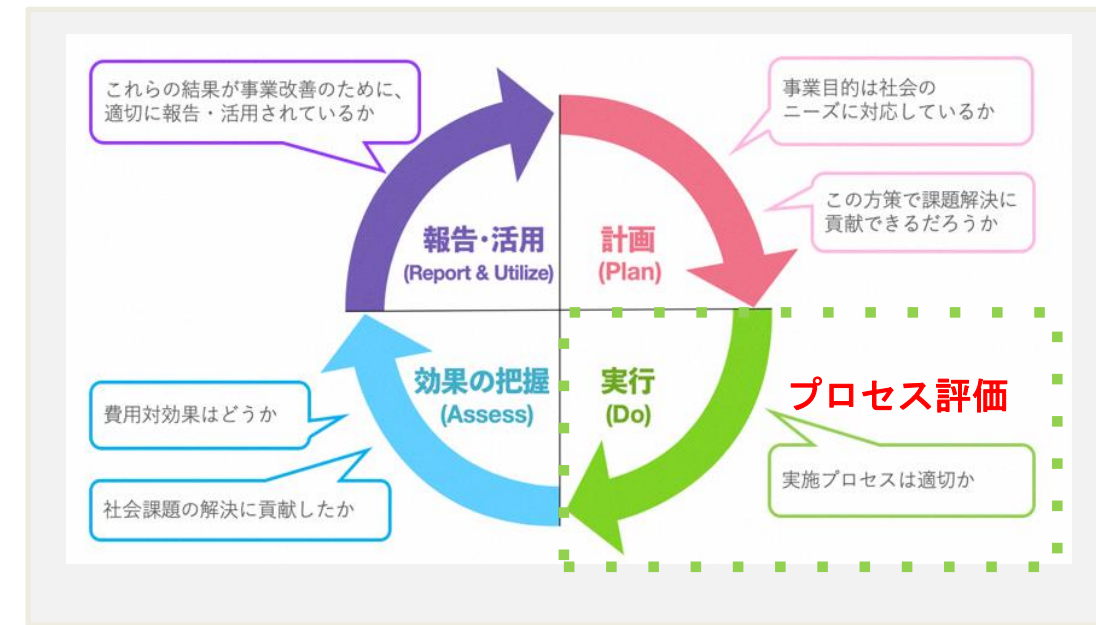 これらの結果が事業改善のために、
適切に報告・活用されているか
事業目的は社会の
ニーズに対応しているか
この方策で課題解決に
貢献できるだろうか
報告・活用
(Report & Utilize)
計画
(Plan)
効果の把握
(Assess)
実行
(Do)
プロセス評価
費用対効果はどうか
実施プロセスは適切か
社会課題の解決に貢献したか